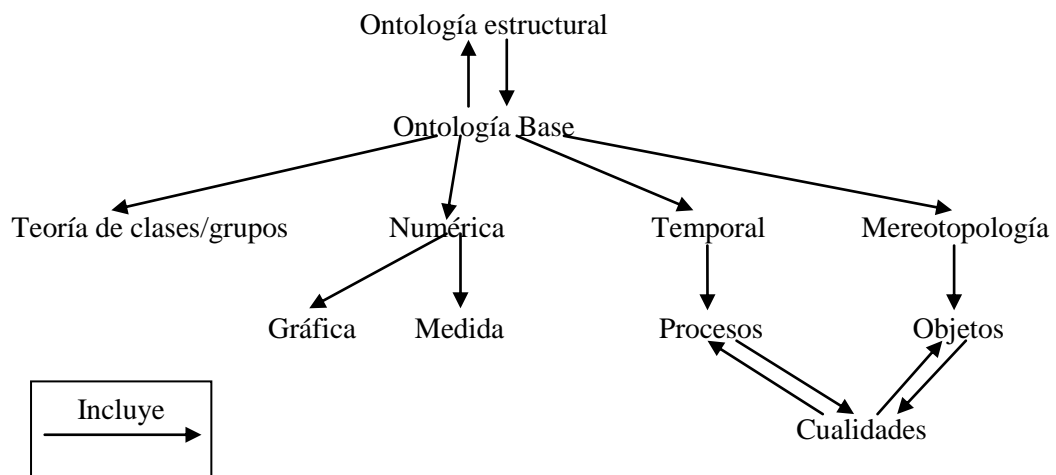 Ontología estructural
Ontología Base
Teoría de clases/grupos Numérica Temporal Mereotopología
Gráfica Medida Procesos Objetos
Incluye
Cualidades